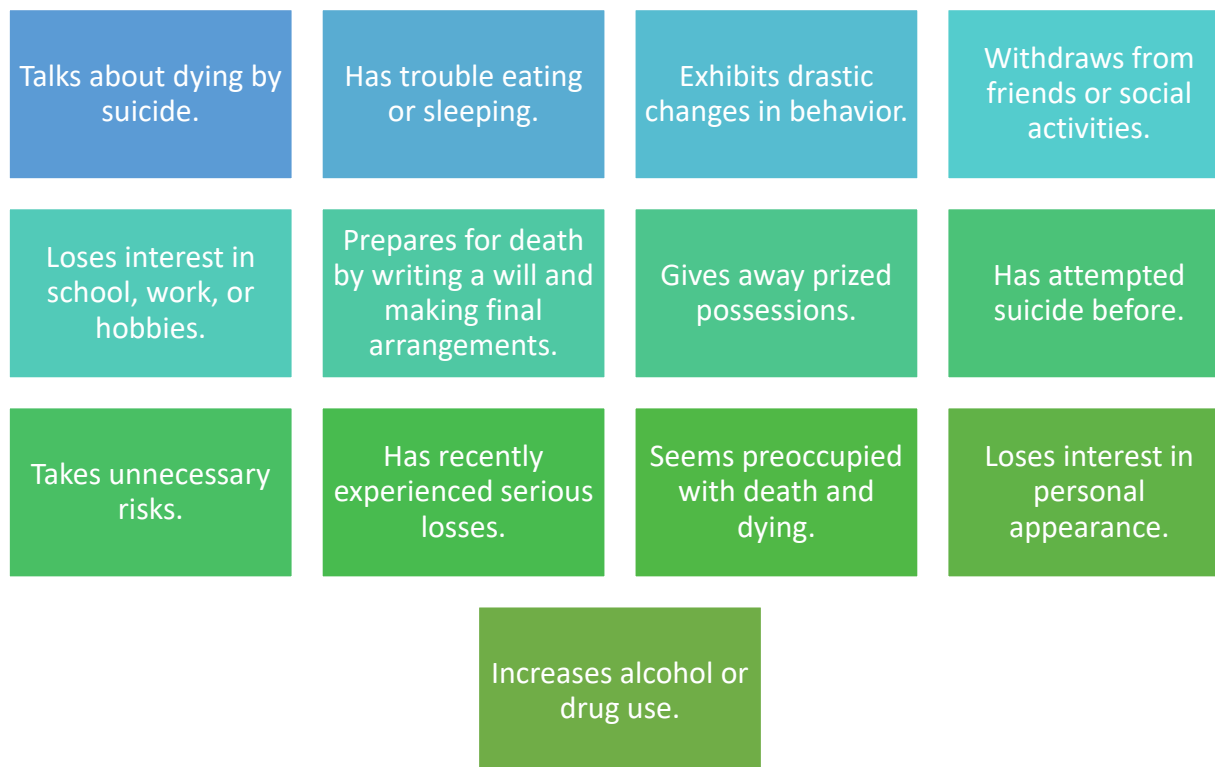 Talks about dying by
suicide.
Has trouble eating
or sleeping.
Exhibits drastic
changes in behavior.
Withdraws from
friends or social
activities.
Loses interest in
school, work, or
hobbies.
Prepares for death
by writing a will and
making final
arrangements.
Gives away prized
possessions.
Has attempted
suicide before.
Takes unnecessary
risks.
Has recently
experienced serious
losses.
Seems preoccupied
with death and
dying.
Loses interest in
personal
appearance.
Increases alcohol or
drug use.